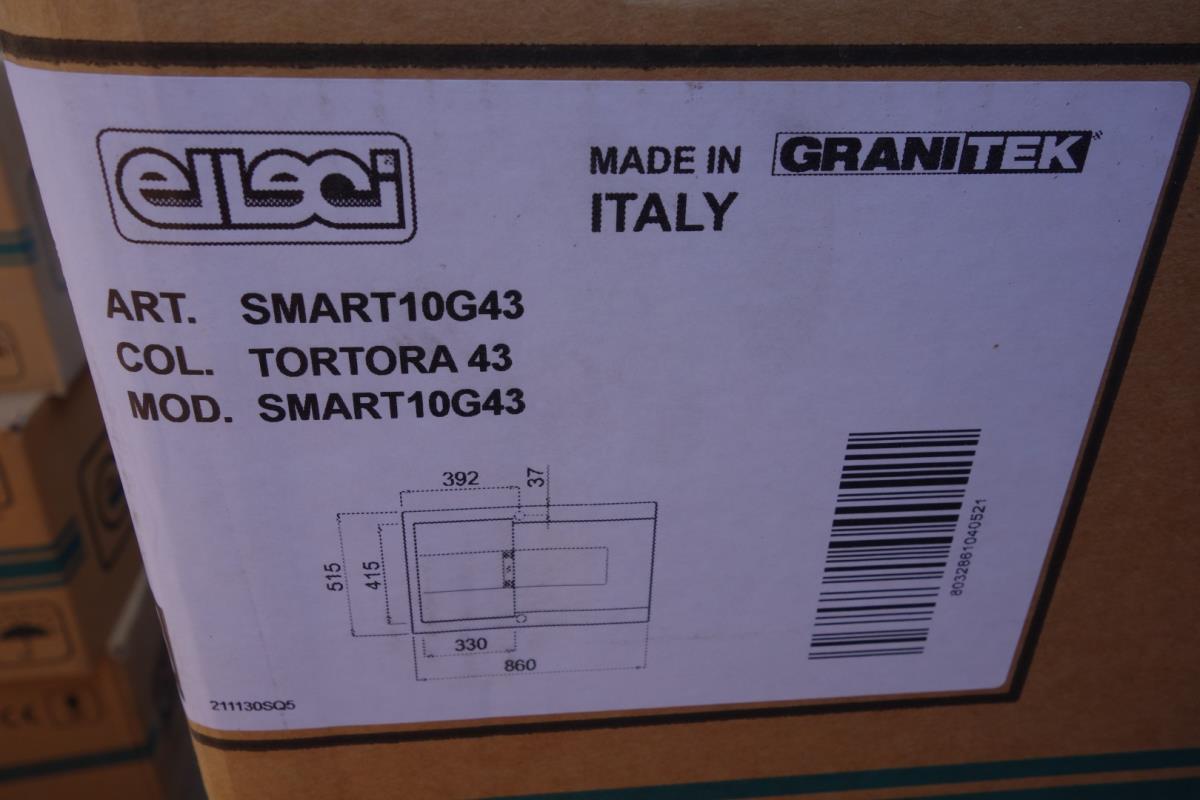 elleci
MADE IN
ITALY
GRANITEK
ART. SMART10G43
COL. TORTORA 43
MOD. SMART10G43
392
37
515
415
330
860
8032881040521
211130SQ5